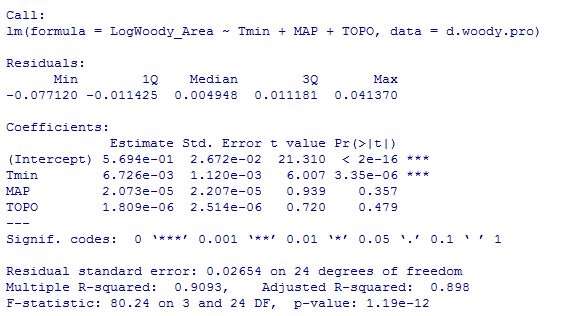 Call:
lm(formula = LogWoody_Area ~ Tmin + MAP + TOPO, data = d.woody.pro)
Residuals:
Min 1Q Median 3Q Max
-0.077120 -0.011425 0.004948 0.011181 0.041370
Coefficients:
Estimate Std. Error t value Pr(>|t|)
(Intercept) 5.694e-01 2.672e-02 21.310 < 2e-16 ***
Tmin 6.726e-03 1.120e-03 6.007 3.35e-06 ***
MAP 2.073e-05 2.207e-05 0.939 0.357
TOPO 1.809e-06 2.514e-06 0.720 0.479
---
Signif. codes: 0 ‘***’ 0.001 ‘**’ 0.01 ‘*’ 0.05 ‘.’ 0.1 ‘ ’ 1
Residual standard error: 0.02654 on 24 degrees of freedom
Multiple R-squared: 0.9093, Adjusted R-squared: 0.898
F-statistic: 80.24 on 3 and 24 DF, p-value: 1.19e-12